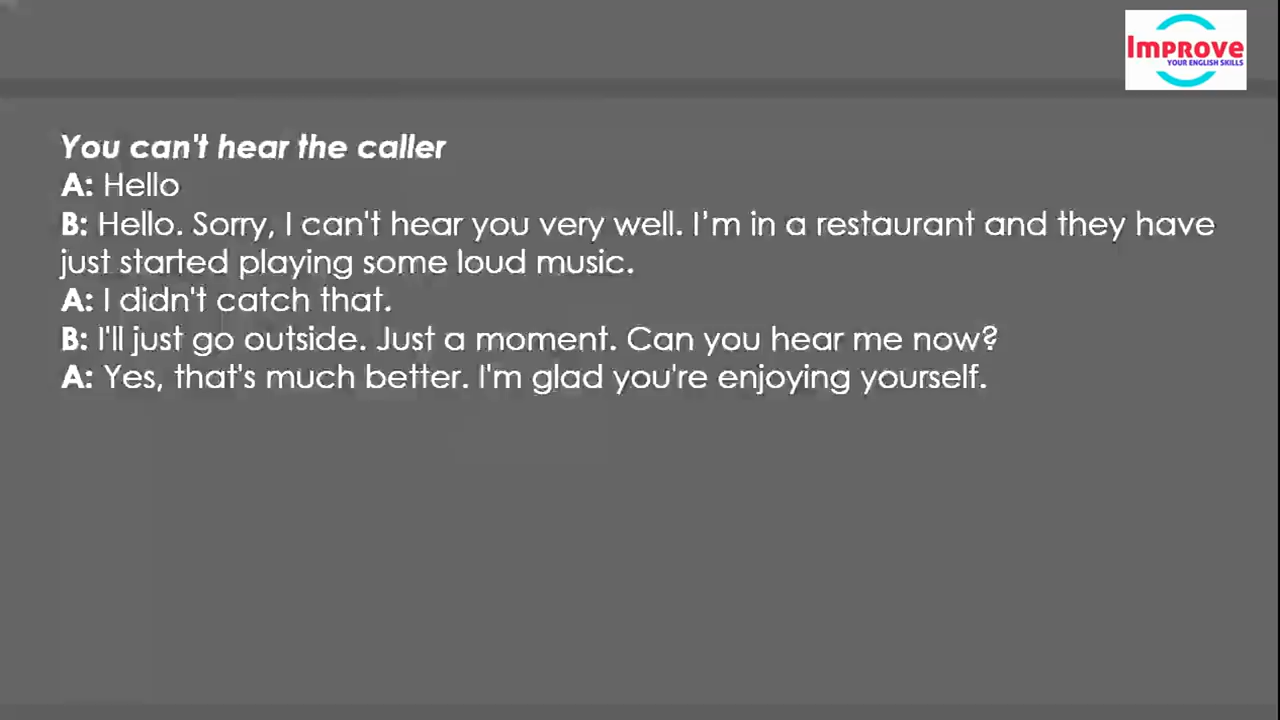 Improve
YOUR ENGLISH SKILLS
You can't hear the caller
A: Hello
B: Hello. Sorry, I can't hear you very well. I’m in a restaurant and they have
just started playing some loud music.
A: I didn't catch that.
B: I'll just go outside. Just a moment. Can you hear me now?
A: Yes, that's much better. I'm glad you're enjoying yourself.